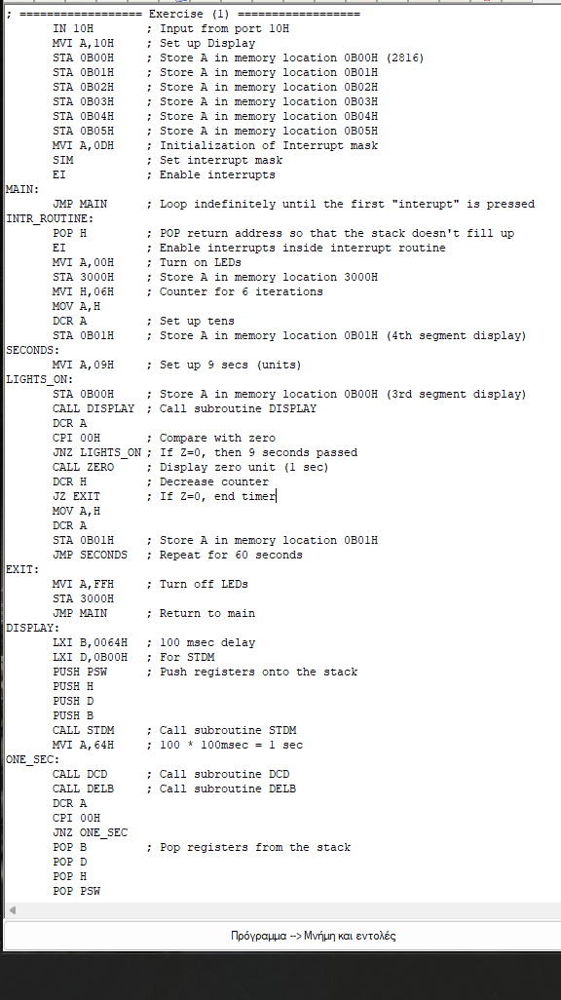 ; ================== Exercise (1) ==================
IN 10H ; Input from port 10H
MVI A,10H ; Set up Display
STA 0B00H ; Store A in memory location 0B00H (2816)
STA 0B01H ; Store A in memory location 0B01H
STA 0B02H ; Store A in memory location 0B02H
STA 0B03H ; Store A in memory location 0B03H
STA 0B04H ; Store A in memory location 0B04H
STA 0B05H ; Store A in memory location 0B05H
MVI A,0DH ; Initialization of Interrupt mask
SIM ; Set interrupt mask
EI ; Enable interrupts
MAIN:
JMP MAIN ; Loop indefinitely until the first "interupt" is pressed
INTR_ROUTINE:
POP H ; POP return address so that the stack doesn't fill up
EI ; Enable interrupts inside interrupt routine
MVI A,00H ; Turn on LEDs
STA 3000H ; Store A in memory location 3000H
MVI H,06H ; Counter for 6 iterations
MOV A,H
DCR A ; Set up tens
STA 0B01H ; Store A in memory location 0B01H (4th segment display)
SECONDS:
MVI A,09H ; Set up 9 secs (units)
LIGHTS_ON:
STA 0B00H ; Store A in memory location 0B00H (3rd segment display)
CALL DISPLAY ; Call subroutine DISPLAY
DCR A
CPI 00H ; Compare with zero
JNZ LIGHTS_ON ; If Z=0, then 9 seconds passed
CALL ZERO ; Display zero unit (1 sec)
DCR H ; Decrease counter
JZ EXIT ; If Z=0, end timer
MOV A,H
DCR A
STA 0B01H ; Store A in memory location 0B01H
JMP SECONDS ; Repeat for 60 seconds
EXIT:
MVI A,FFH ; Turn off LEDs
STA 3000H
JMP MAIN ; Return to main
DISPLAY:
LXI B,0064H ; 100 msec delay
LXI D,0B00H ; For STDM
PUSH PSW ; Push registers onto the stack
PUSH H
PUSH D
PUSH B
CALL STDM ; Call subroutine STDM
MVI A,64H ; 100 * 100msec = 1 sec
ONE_SEC:
CALL DCD ; Call subroutine DCD
CALL DELB ; Call subroutine DELB
DCR A
CPI 00H
JNZ ONE_SEC
POP B ; Pop registers from the stack
POP D
POP H
POP PSW
Πρόγραμμα --> Μνήμη και εντολές